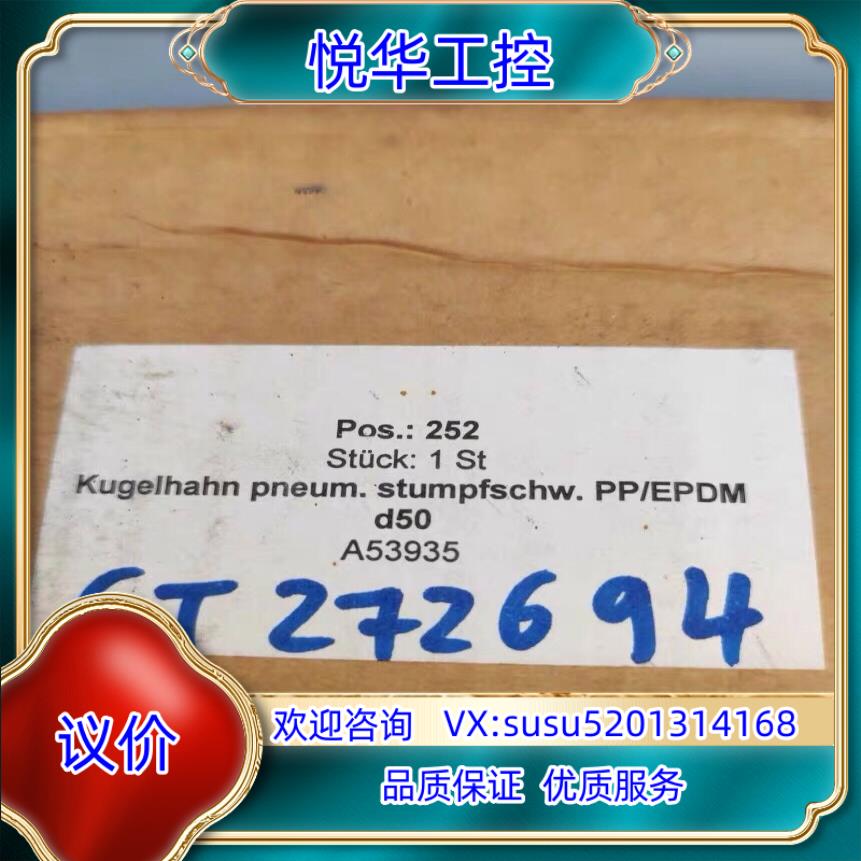 悦华工控
Pos.: 252
Stück: 1 St
Kugelhahn pneum. stumpfschw. PP/EPDM
d50
A53935
CT 272694
议价
欢迎咨询 VX:susu5201314168
品质保证 优质服务